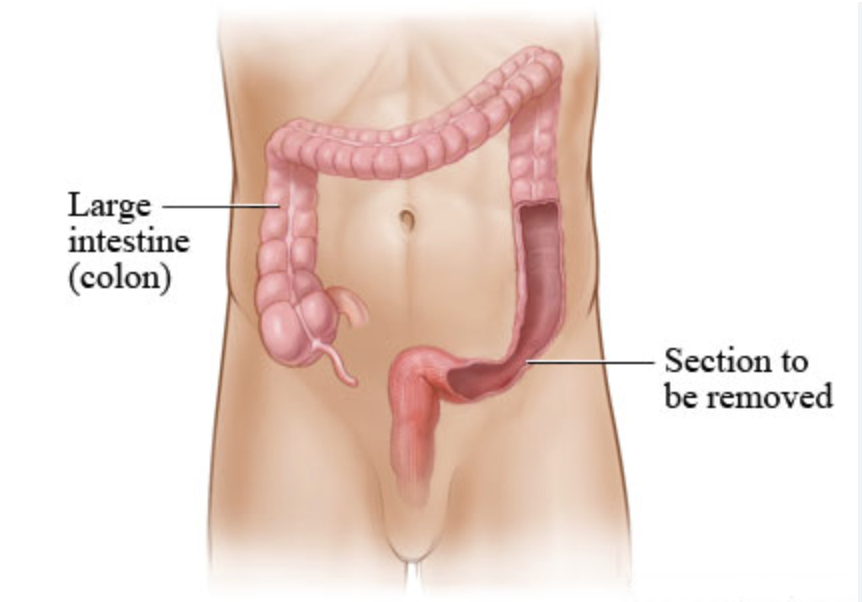 Large
intestine
(colon)
Section to
be removed